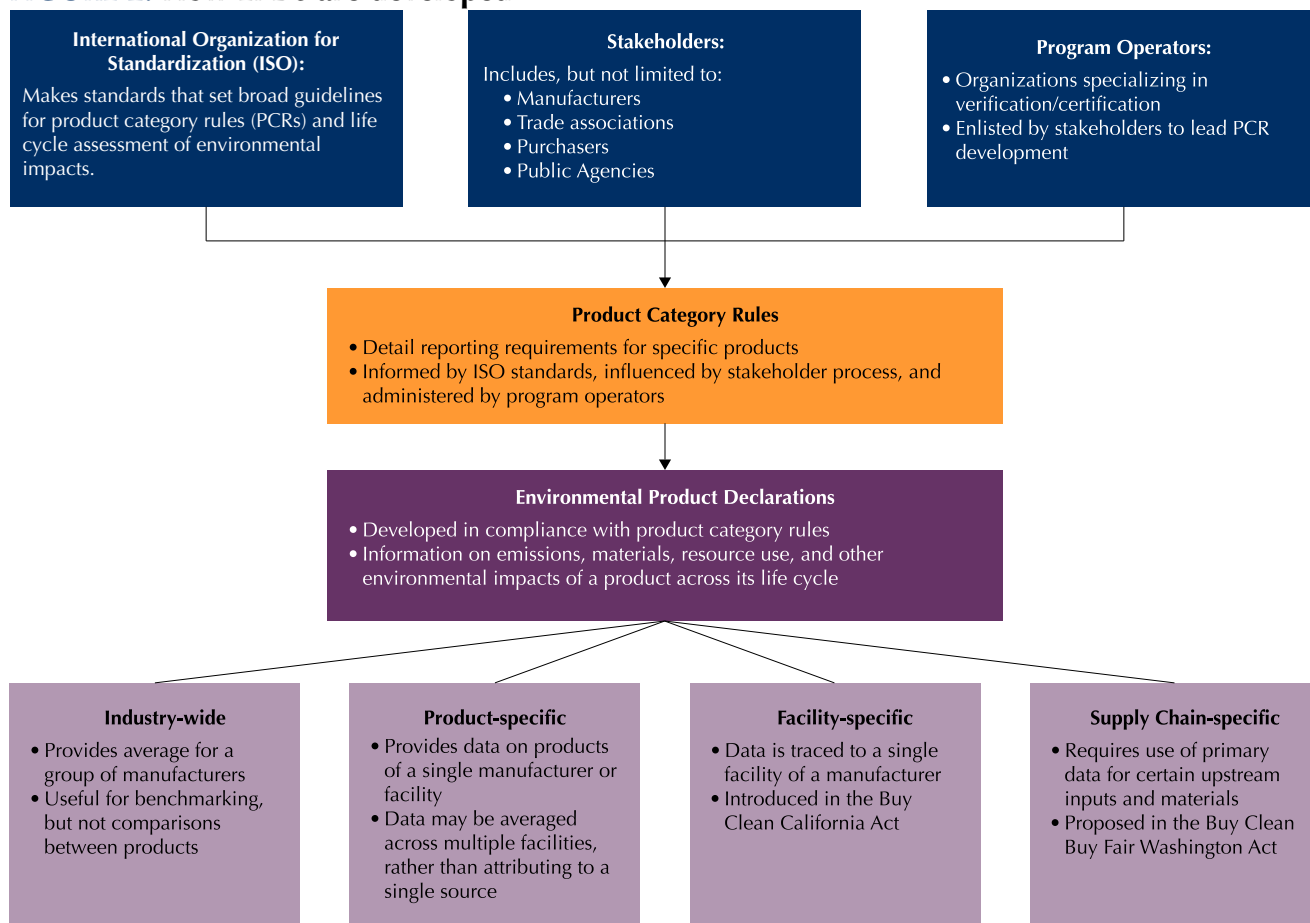 International Organization for
Standardization (ISO):
Makes standards that set broad guidelines
for product category rules (PCRs) and life
cycle assessment of environmental
impacts.
Stakeholders:
Includes, but not limited to:
• Manufacturers
• Trade associations
• Purchasers
• Public Agencies
Program Operators:
• Organizations specializing in
verification/certification
• Enlisted by stakeholders to lead PCR
development
Product Category Rules
• Detail reporting requirements for specific products
• Informed by ISO standards, influenced by stakeholder process, and
administered by program operators
Environmental Product Declarations
• Developed in compliance with product category rules
• Information on emissions, materials, resource use, and other
environmental impacts of a product across its life cycle
Industry-wide
• Provides average for a
group of manufacturers
• Useful for benchmarking,
but not comparisons
between products
Product-specific
• Provides data on products
of a single manufacturer or
facility
• Data may be averaged
across multiple facilities,
rather than attributing to a
single source
Facility-specific
• Data is traced to a single
facility of a manufacturer
• Introduced in the Buy
Clean California Act
Supply Chain-specific
• Requires use of primary
data for certain upstream
inputs and materials
• Proposed in the Buy Clean
Buy Fair Washington Act